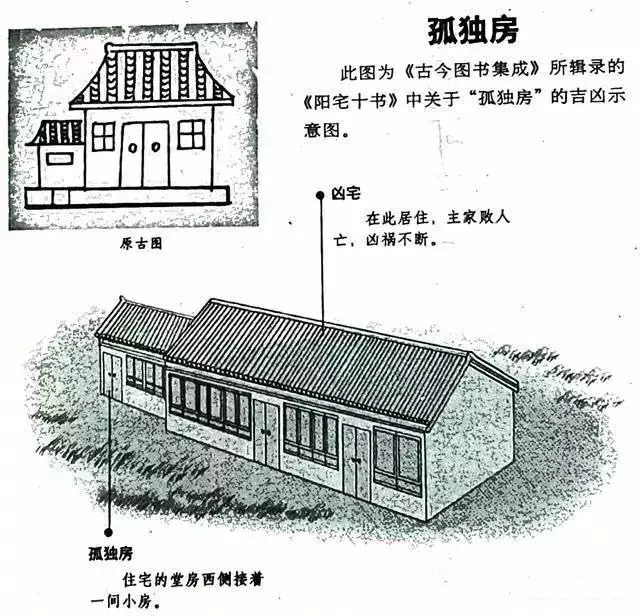 孤独房
此图为《古今图书集成》所辑录的
《阳宅十书》中关于“孤独房”的吉凶示
意图。
原古图
凶宅
在此居住，主家败人
亡，凶祸不断。
孤独房
住宅的堂房西侧接着
一间小房。